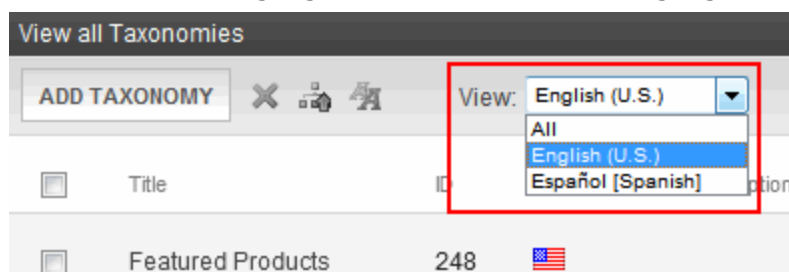 View all Taxonomies
ADD TAXONOMY View: English (U.S.)
All
English (U.S.)
Español [Spanish]
Title ID
Featured Products 248